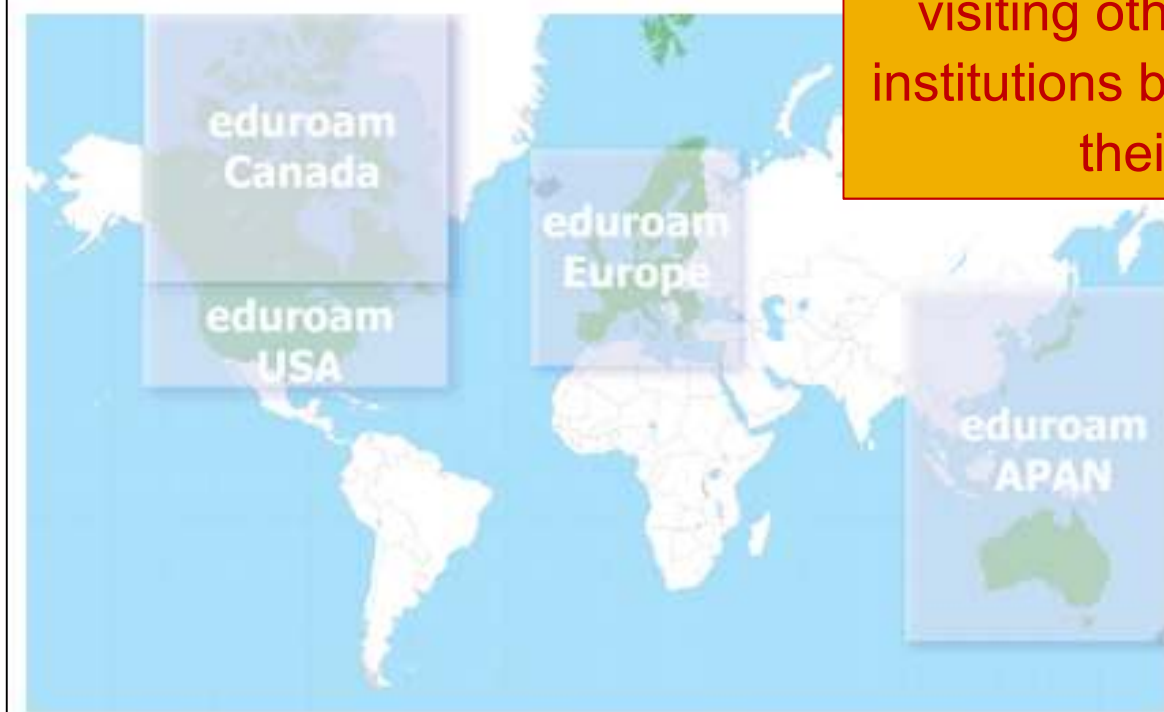 visiting oth
institutions b
thei
eduroam
Canada
eduroam
Europe
eduroam
USA
eduroam
APAN